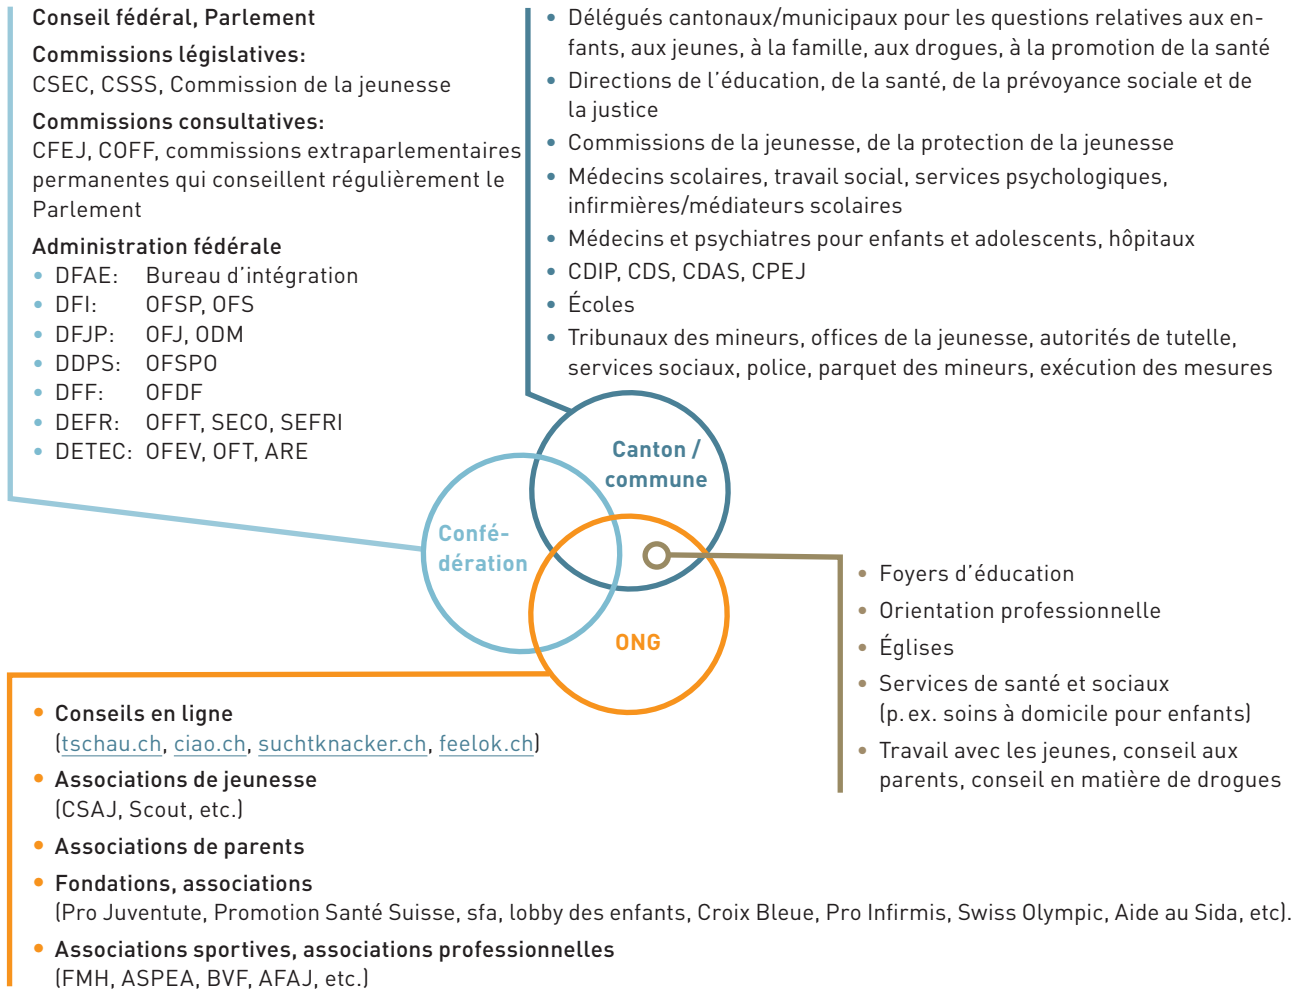 Conseil fédéral, Parlement
Commissions législatives:
CSEC, CSSS, Commission de la jeunesse
Commissions consultatives:
CFEJ, COFF, commissions extraparlementaires
permanentes qui conseillent régulièrement le
Parlement
Administration fédérale
• DFAE: Bureau d'intégration
• DFI: OFSP, OFS
• DFJP: OFJ, ODM
• DDPS: OFSPO
• DFF: OFDF
• DEFR: OFFT, SECO, SEFRI
• DETEC: OFEV, OFT, ARE
• Délégués cantonaux/municipaux pour les questions relatives aux en-
fants, aux jeunes, à la famille, aux drogues, à la promotion de la santé
• Directions de l'éducation, de la santé, de la prévoyance sociale et de
la justice
• Commissions de la jeunesse, de la protection de la jeunesse
• Médecins scolaires, travail social, services psychologiques,
infirmières/médiateurs scolaires
• Médecins et psychiatres pour enfants et adolescents, hôpitaux
• CDIP, CDS, CDAS, CPEJ
• Écoles
• Tribunaux des mineurs, offices de la jeunesse, autorités de tutelle,
services sociaux, police, parquet des mineurs, exécution des mesures
Canton /
commune
Confé-
dération
ONG
• Foyers d'éducation
• Orientation professionnelle
• Églises
• Services de santé et sociaux
(p. ex. soins à domicile pour enfants)
• Travail avec les jeunes, conseil aux
parents, conseil en matière de drogues
• Conseils en ligne
(tschau.ch, ciao.ch, suchtknacker.ch, feelok.ch)
• Associations de jeunesse
(CSAJ, Scout, etc.)
• Associations de parents
• Fondations, associations
(Pro Juventute, Promotion Santé Suisse, sfa, lobby des enfants, Croix Bleue, Pro Infirmis, Swiss Olympic, Aide au Sida, etc).
• Associations sportives, associations professionnelles
(FMH, ASPEA, BVF, AFAJ, etc.)